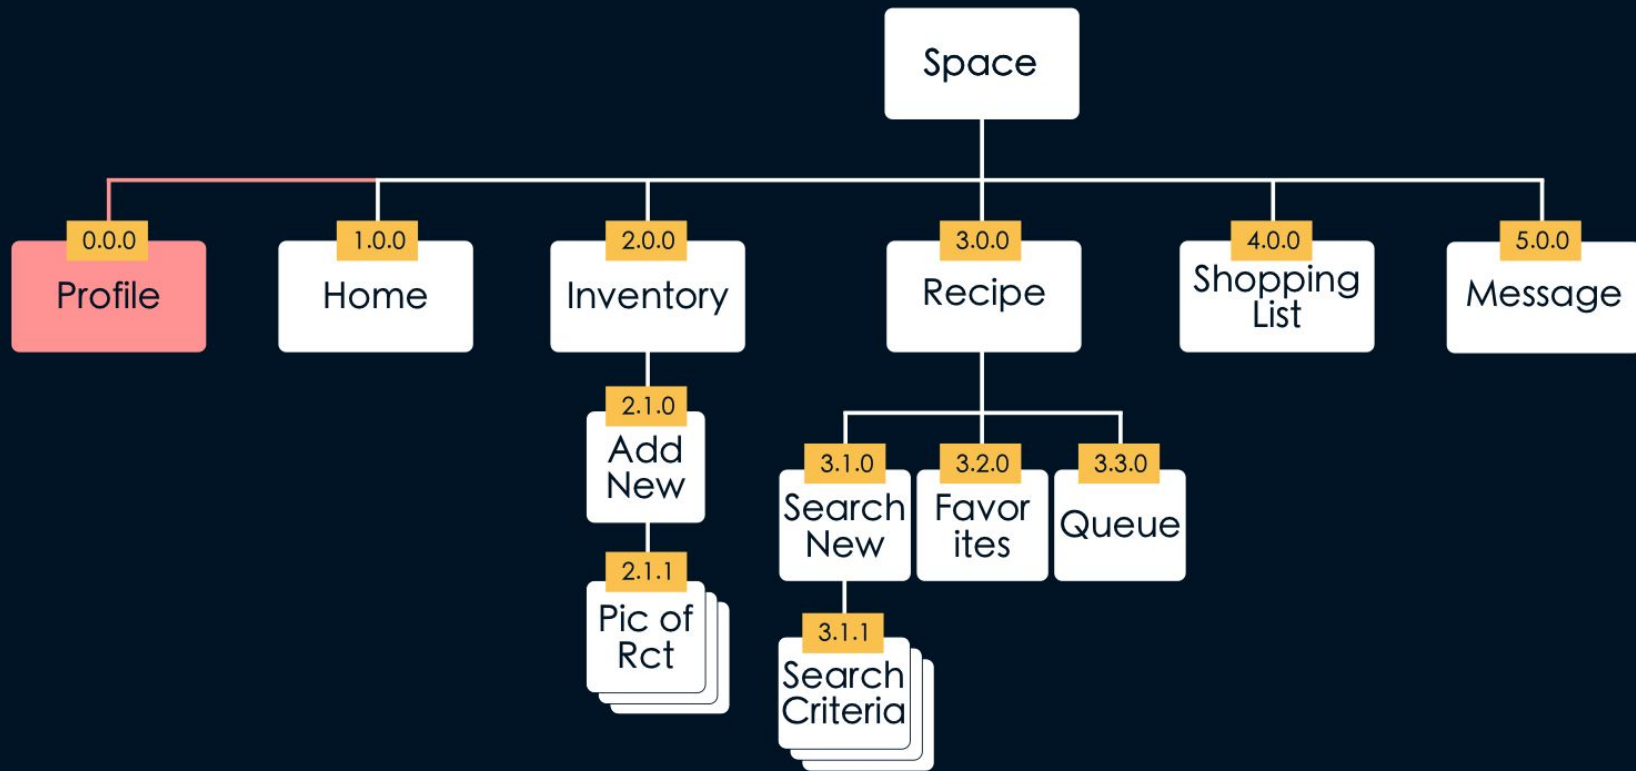 Space
0.0.0
Profile
1.0.0
Home
2.0.0
Inventory
3.0.0
Recipe
4.0.0
Shopping
List
5.0.0
Message
2.1.0
Add
New
2.1.1
Pic of
Rct
3.1.0
Search
New
3.2.0
Favor
ites
3.3.0
Queue
3.1.1
Search
Criteria